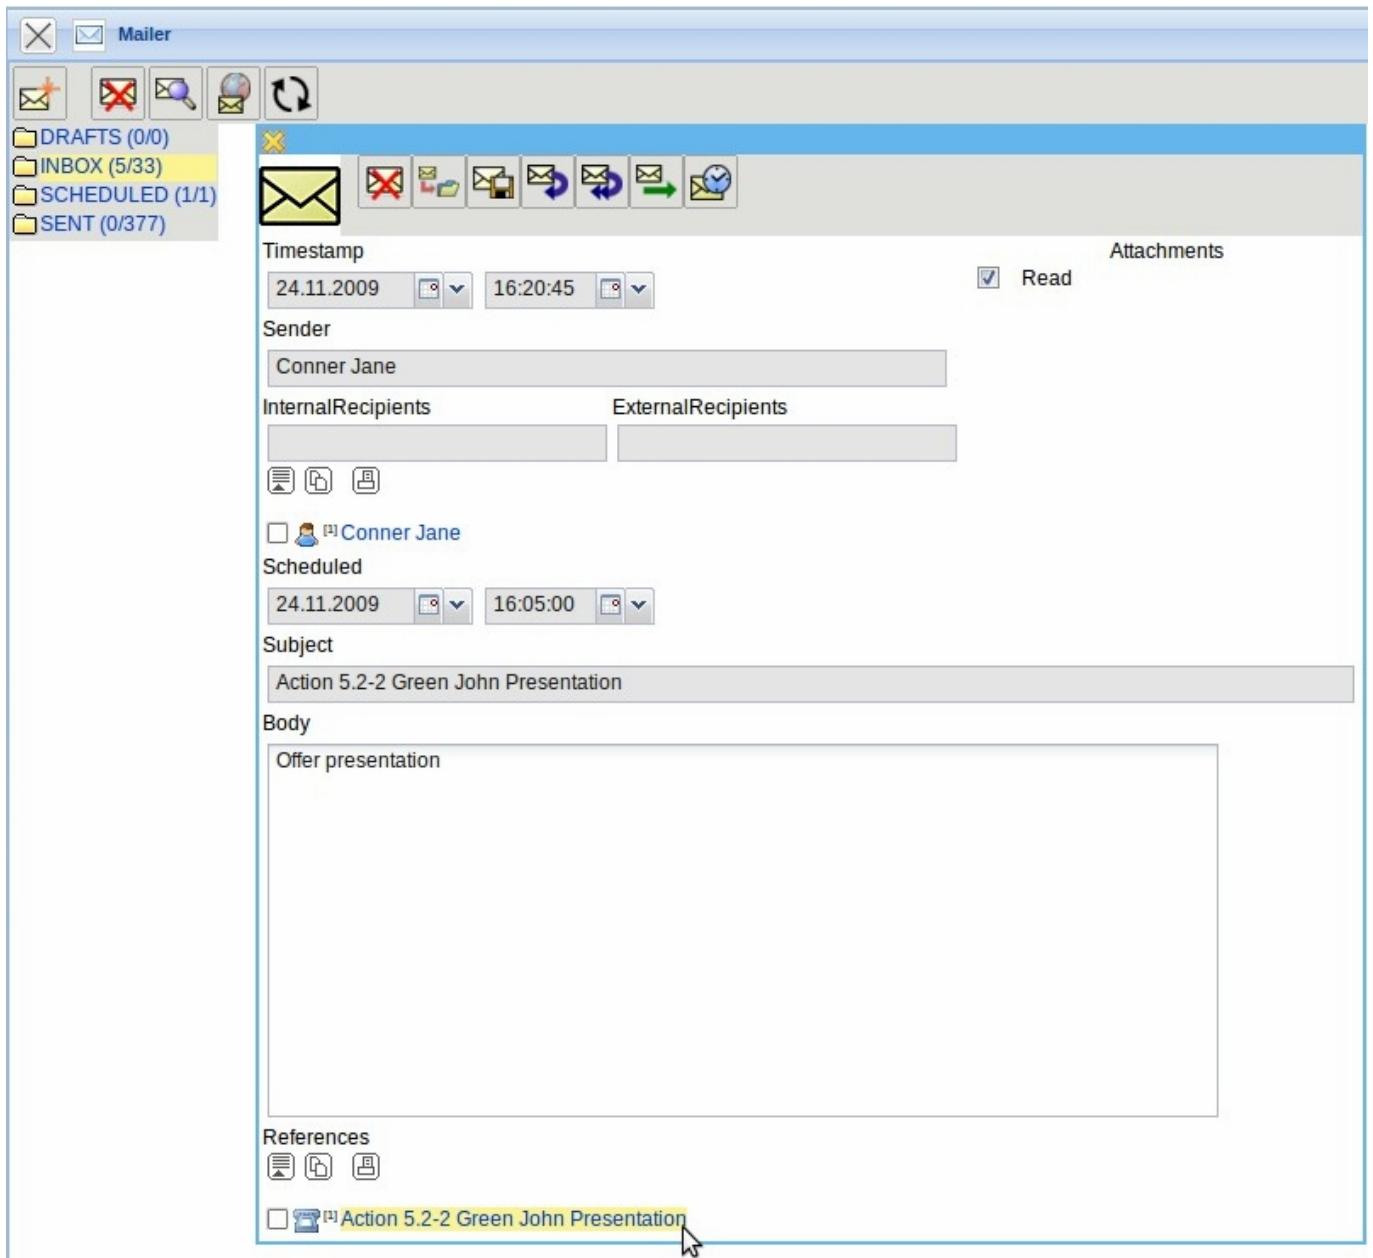 Mailer
DRAFTS (0/0)
INBOX (5/33)
SCHEDULED (1/1)
SENT (0/377)
Timestamp
Attachments
24.11.2009 16:20:45
Read
Sender
Conner Jane
InternalRecipients ExternalRecipients
[1] Conner Jane
Scheduled
24.11.2009 16:05:00
Subject
Action 5.2-2 Green John Presentation
Body
Offer presentation
References
[1] Action 5.2-2 Green John Presentation